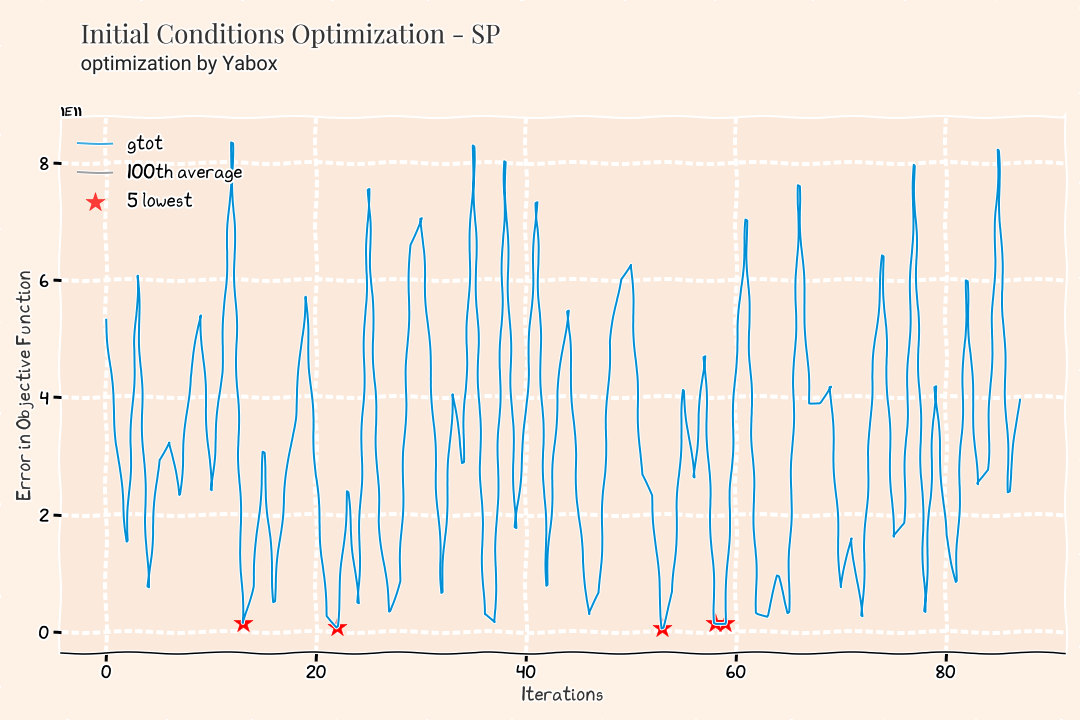 Initial Conditions Optimization - SP
optimization by Yabox
1E11
gtot
100th average
5 lowest
Error in Objective Function
8
6
4
2
0
0 20 40 60 80
Iterations